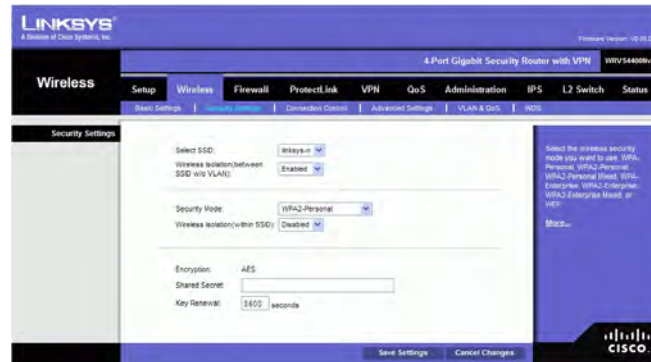 LINKSYS®
A Division of Cisco Systems, Inc.
Firmware Version:
4-Port Gigabit Security Router with VPN
WRVS4400Nv
Wireless
Setup Wireless Firewall ProtectLink VPN QoS Administration IPS L2 Switch Status
Basic Settings | Security Settings | Connection Control | Advanced Settings | VLAN & QoS | WDS
Security Settings
Select SSID: linksys-n
Wireless Isolation(between
SSID w/o VLAN): Enabled
Security Mode: WPA2-Personal
Wireless Isolation(within SSID): Disabled
Encryption: AES
Shared Secret:
Key Renewal: 3600 seconds
Select the wireless security
mode you want to use, WPA-
Personal, WPA2-Personal,
WPA2-Personal Mixed, WPA-
Enterprise, WPA2-Enterprise,
WPA2-Enterprise Mixed, or
WEP.
More...
Save Settings Cancel Changes
CISCO